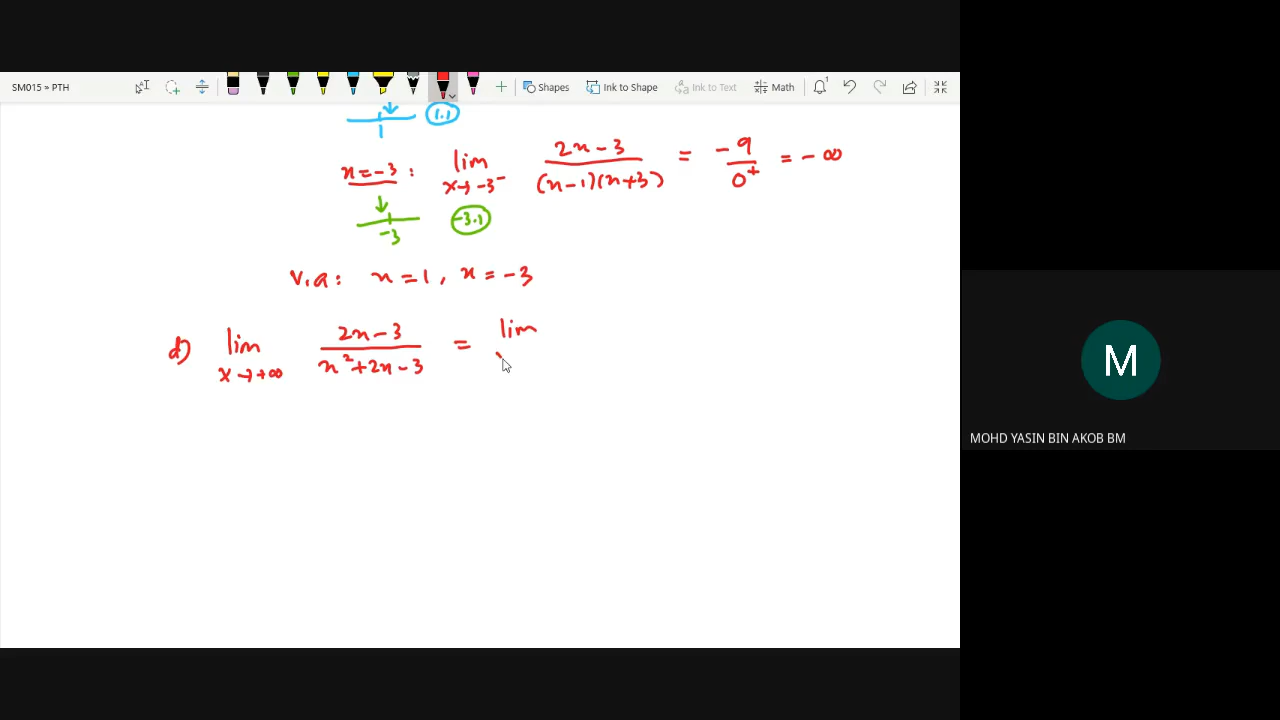 SM015 » PTH Shapes Ink to Shape Ink to Text Math
1 1.1
x = -3 : lim x→-3⁻ 2x-3 / (x-1)(x+3) = -9 / 0⁺ = -∞
-3 -3.1
V.a: x = 1, x = -3
d) lim x→+∞ 2x-3 / x²+2x-3 = lim
MOHD YASIN BIN AKOB BM
M